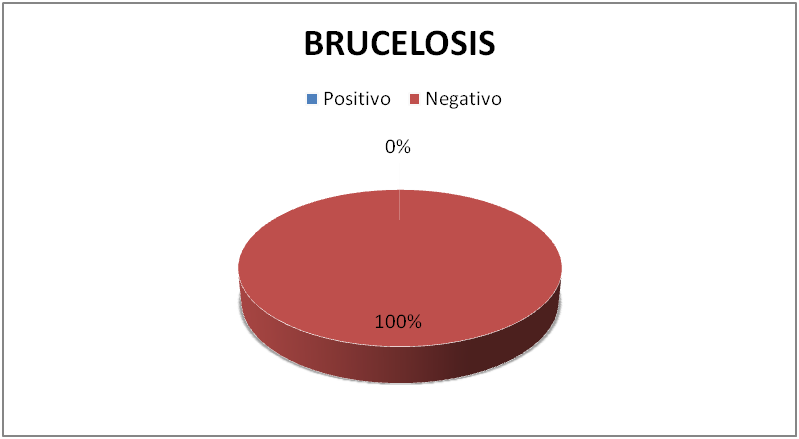 BRUCELOSIS
Positivo Negativo
0%
100%